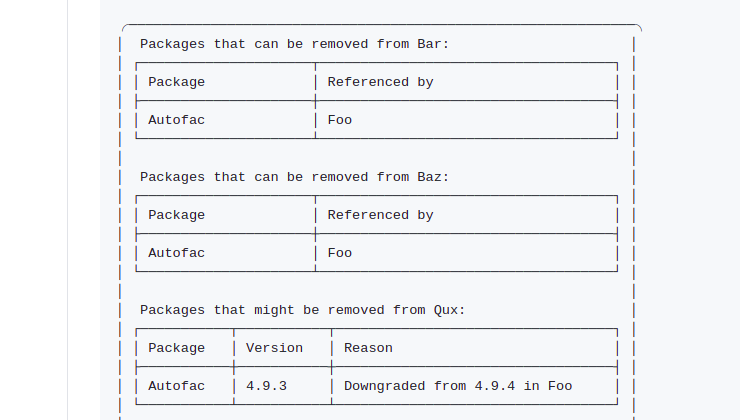 Packages that can be removed from Bar:
Package Referenced by
Autofac Foo
Packages that can be removed from Baz:
Package Referenced by
Autofac Foo
Packages that might be removed from Qux:
Package Version Reason
Autofac 4.9.3 Downgraded from 4.9.4 in Foo